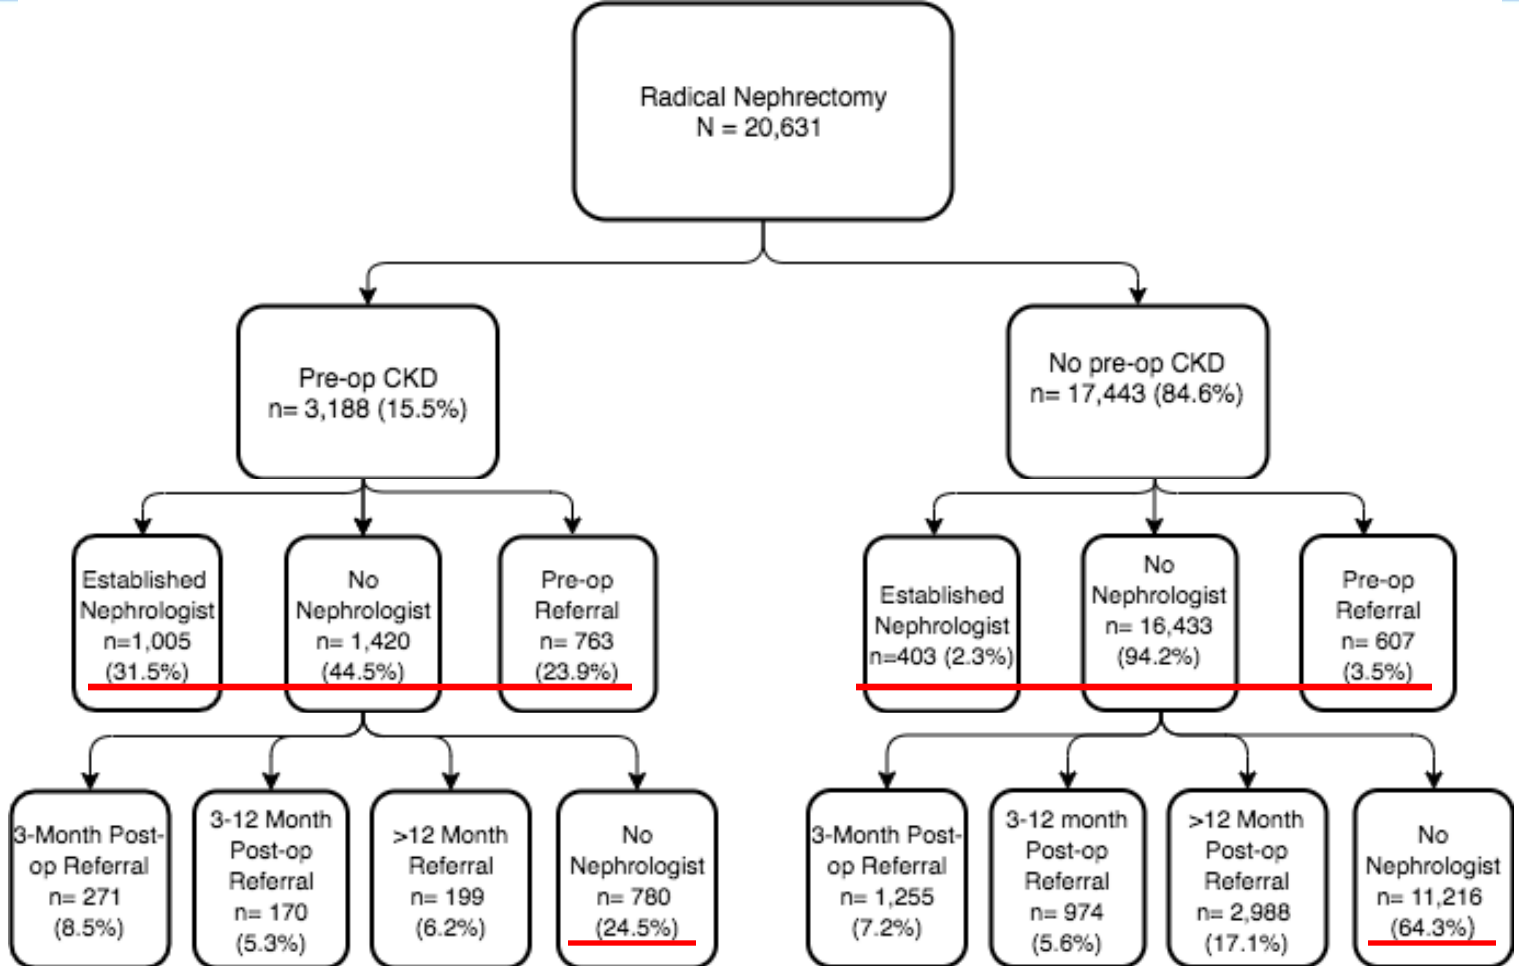 Radical Nephrectomy
N = 20,631
Pre-op CKD
n= 3,188 (15.5%)
No pre-op CKD
n= 17,443 (84.6%)
Established
Nephrologist
n=1,005
(31.5%)
No
Nephrologist
n= 1,420
(44.5%)
Pre-op
Referral
n= 763
(23.9%)
Established
Nephrologist
n=403 (2.3%)
No
Nephrologist
n= 16,433
(94.2%)
Pre-op
Referral
n= 607
(3.5%)
3-Month Post-
op Referral
n= 271
(8.5%)
3-12 Month
Post-op
Referral
n= 170
(5.3%)
>12 Month
Referral
n= 199
(6.2%)
No
Nephrologist
n= 780
(24.5%)
3-Month Post-
op Referral
n= 1,255
(7.2%)
3-12 month
Post-op
Referral
n= 974
(5.6%)
>12 Month
Post-op
Referral
n= 2,988
(17.1%)
No
Nephrologist
n= 11,216
(64.3%)